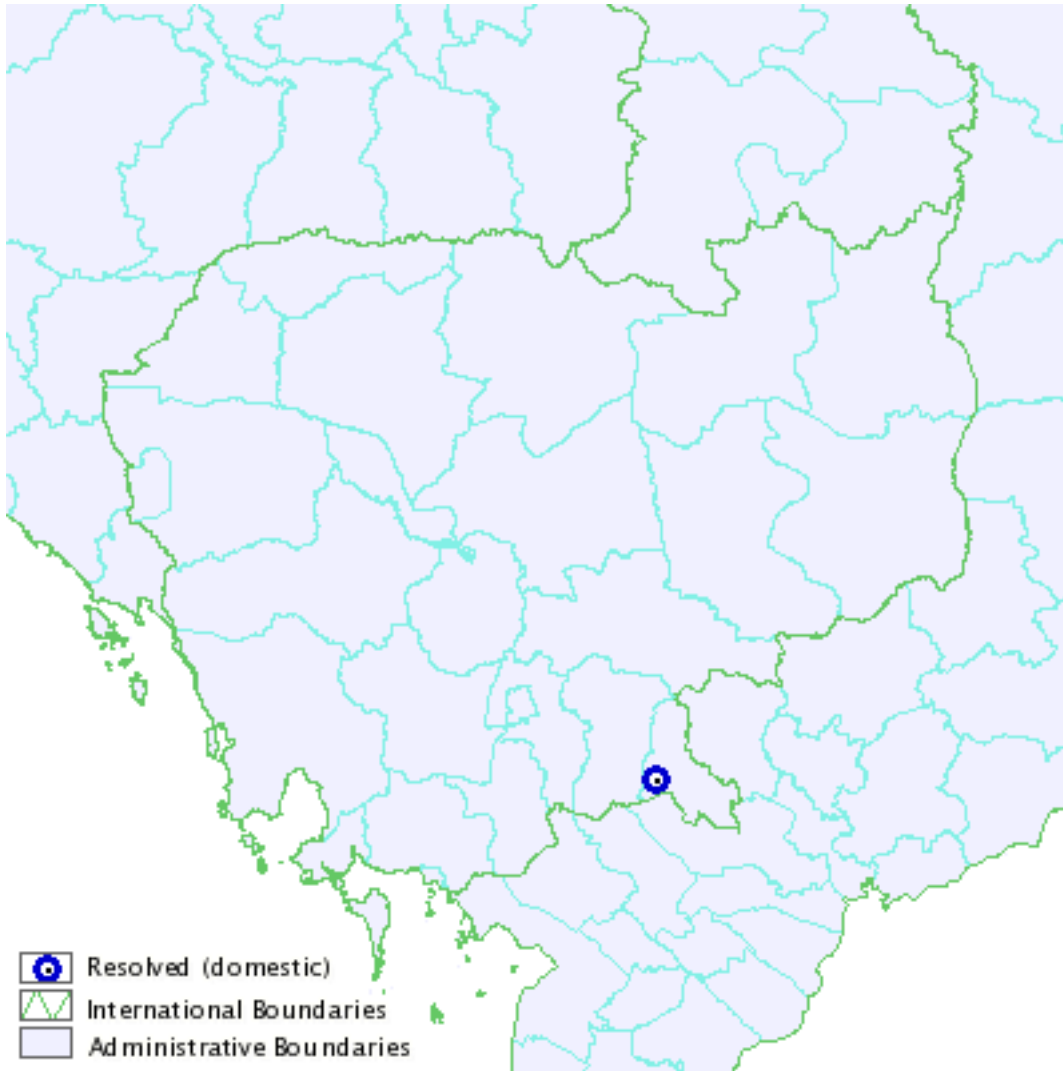 Resolved (domestic)
International Boundaries
Administrative Boundaries